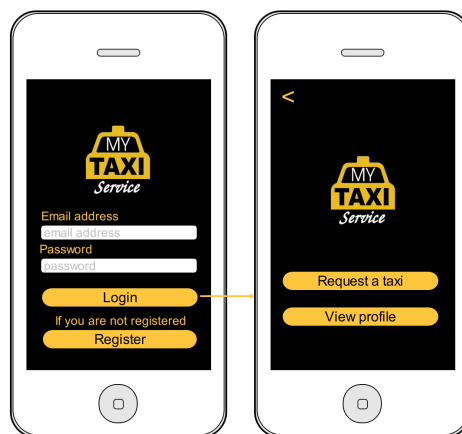 MY
TAXI
Service
Email address
email address
Password
password
Login
If you are not registered
Register
<
MY
TAXI
Service
Request a taxi
View profile